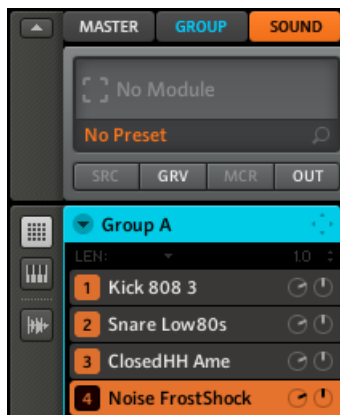 MASTER GROUP SOUND
No Module
No Preset
SRC GRV MCR OUT
Group A
LEN: 1.0
1 Kick 808 3
2 Snare Low80s
3 ClosedHH Ame
4 Noise FrostShock